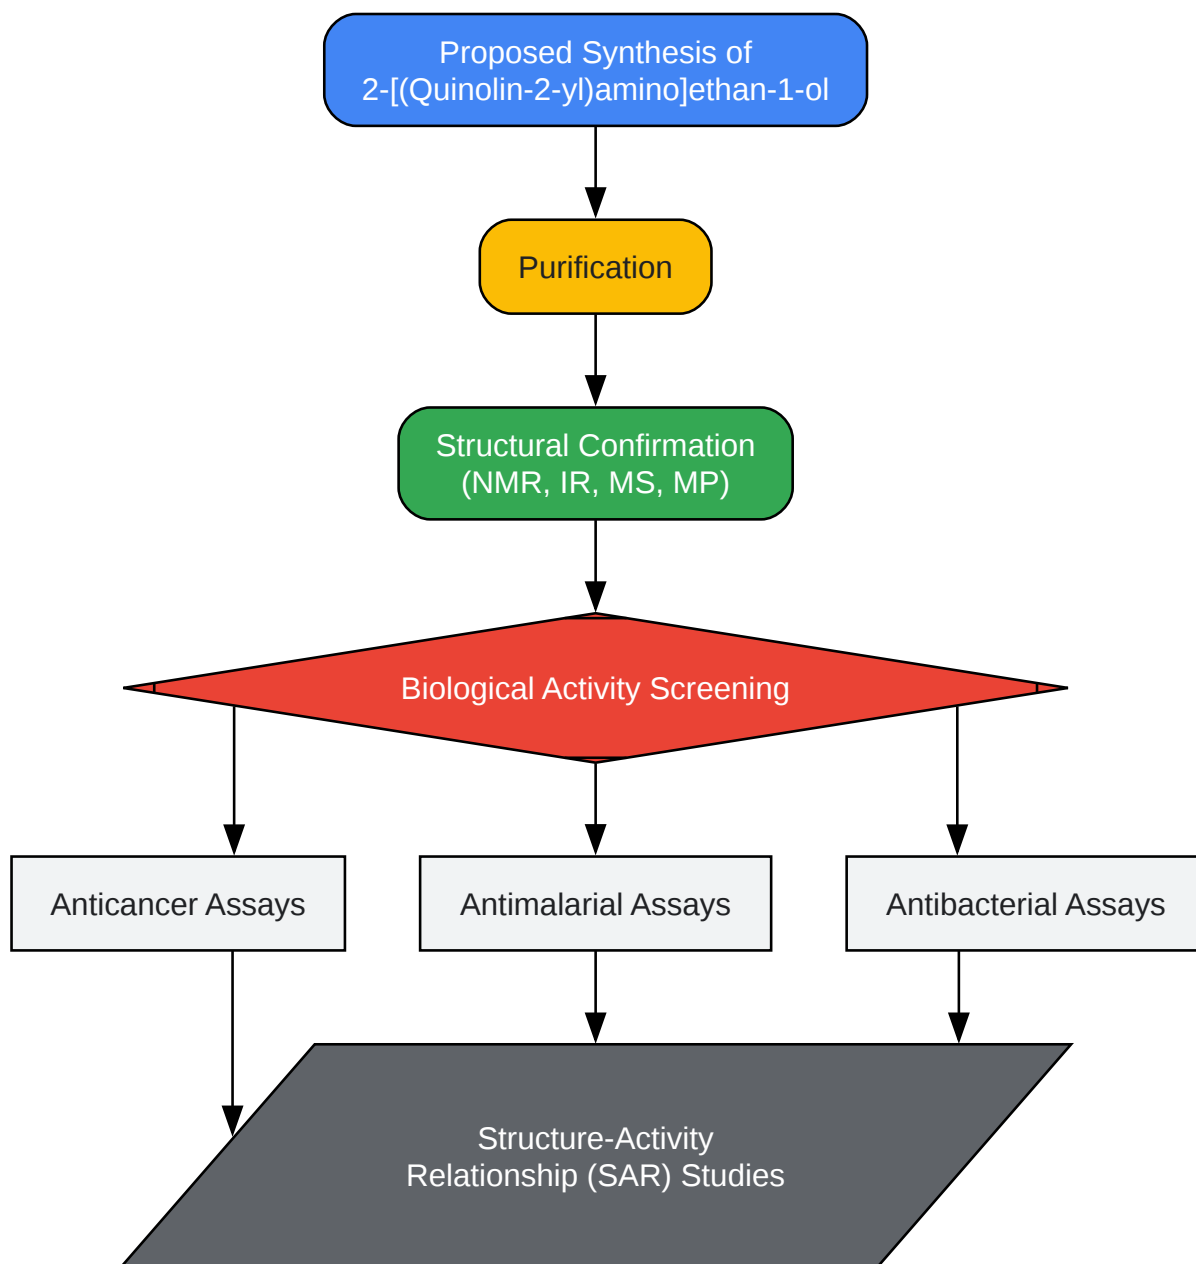 Proposed Synthesis of
2-[(Quinolin-2-yl)amino]ethan-1-ol
Purification
Structural Confirmation
(NMR, IR, MS, MP)
Biological Activity Screening
Anticancer Assays
Antimalarial Assays
Antibacterial Assays
Structure-Activity
Relationship (SAR) Studies